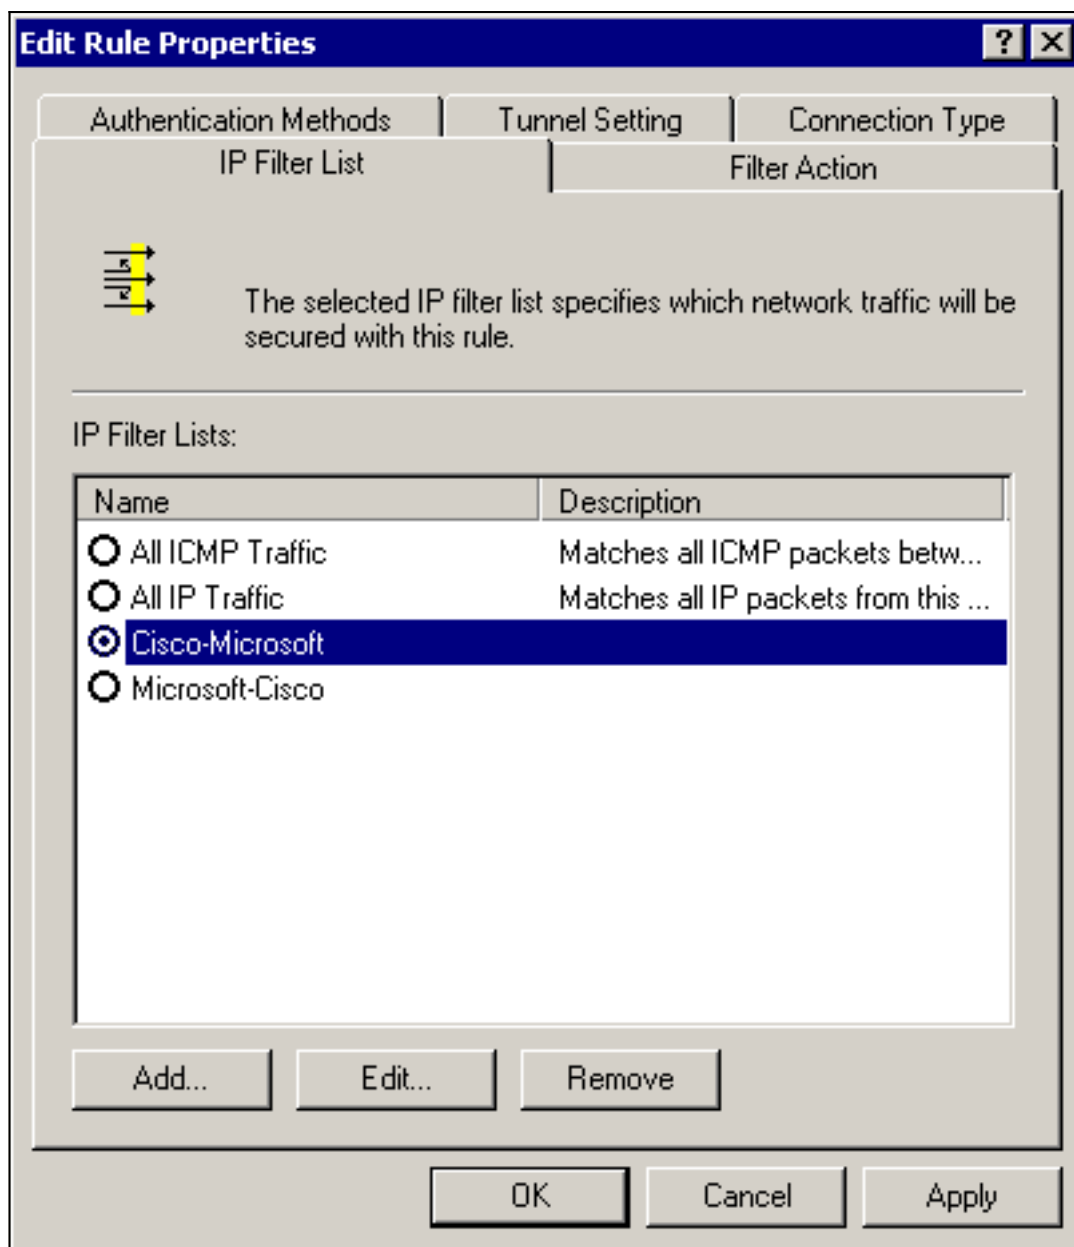 Edit Rule Properties
Authentication Methods Tunnel Setting Connection Type
IP Filter List Filter Action
The selected IP filter list specifies which network traffic will be
secured with this rule.
IP Filter Lists:
Name Description
All ICMP Traffic Matches all ICMP packets betw...
All IP Traffic Matches all IP packets from this ...
Cisco-Microsoft
Microsoft-Cisco
Add... Edit... Remove
OK Cancel Apply